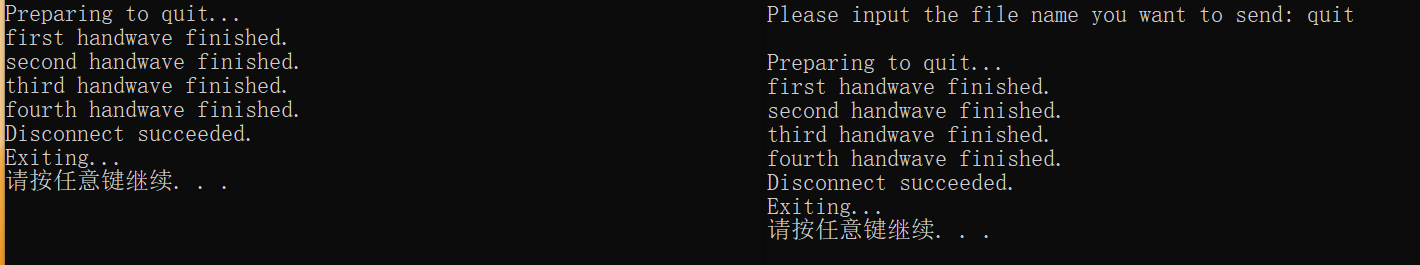 Preparing to quit...
first handwave finished.
second handwave finished.
third handwave finished.
fourth handwave finished.
Disconnect succeeded.
Exiting...
请按任意键继续. . .
Please input the file name you want to send: quit
Preparing to quit...
first handwave finished.
second handwave finished.
third handwave finished.
fourth handwave finished.
Disconnect succeeded.
Exiting...
请按任意键继续. . .